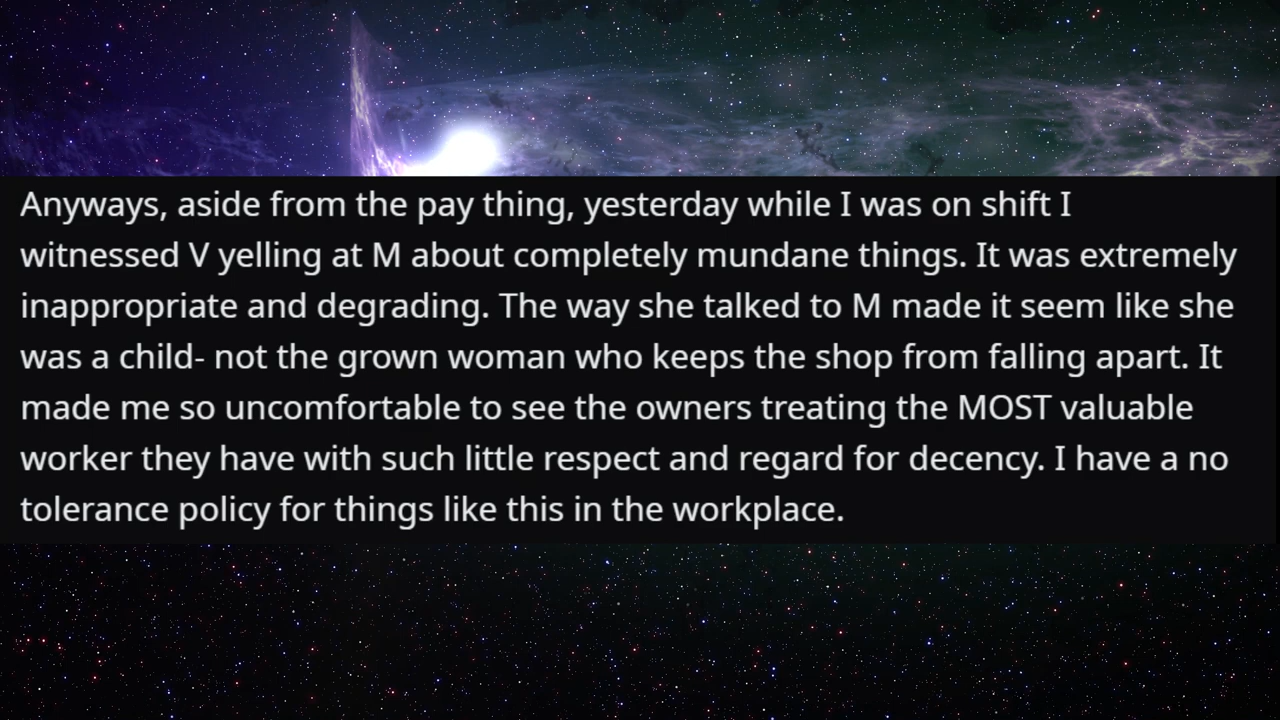 Anyways, aside from the pay thing, yesterday while I was on shift I
witnessed V yelling at M about completely mundane things. It was extremely
inappropriate and degrading. The way she talked to M made it seem like she
was a child- not the grown woman who keeps the shop from falling apart. It
made me so uncomfortable to see the owners treating the MOST valuable
worker they have with such little respect and regard for decency. I have a no
tolerance policy for things like this in the workplace.